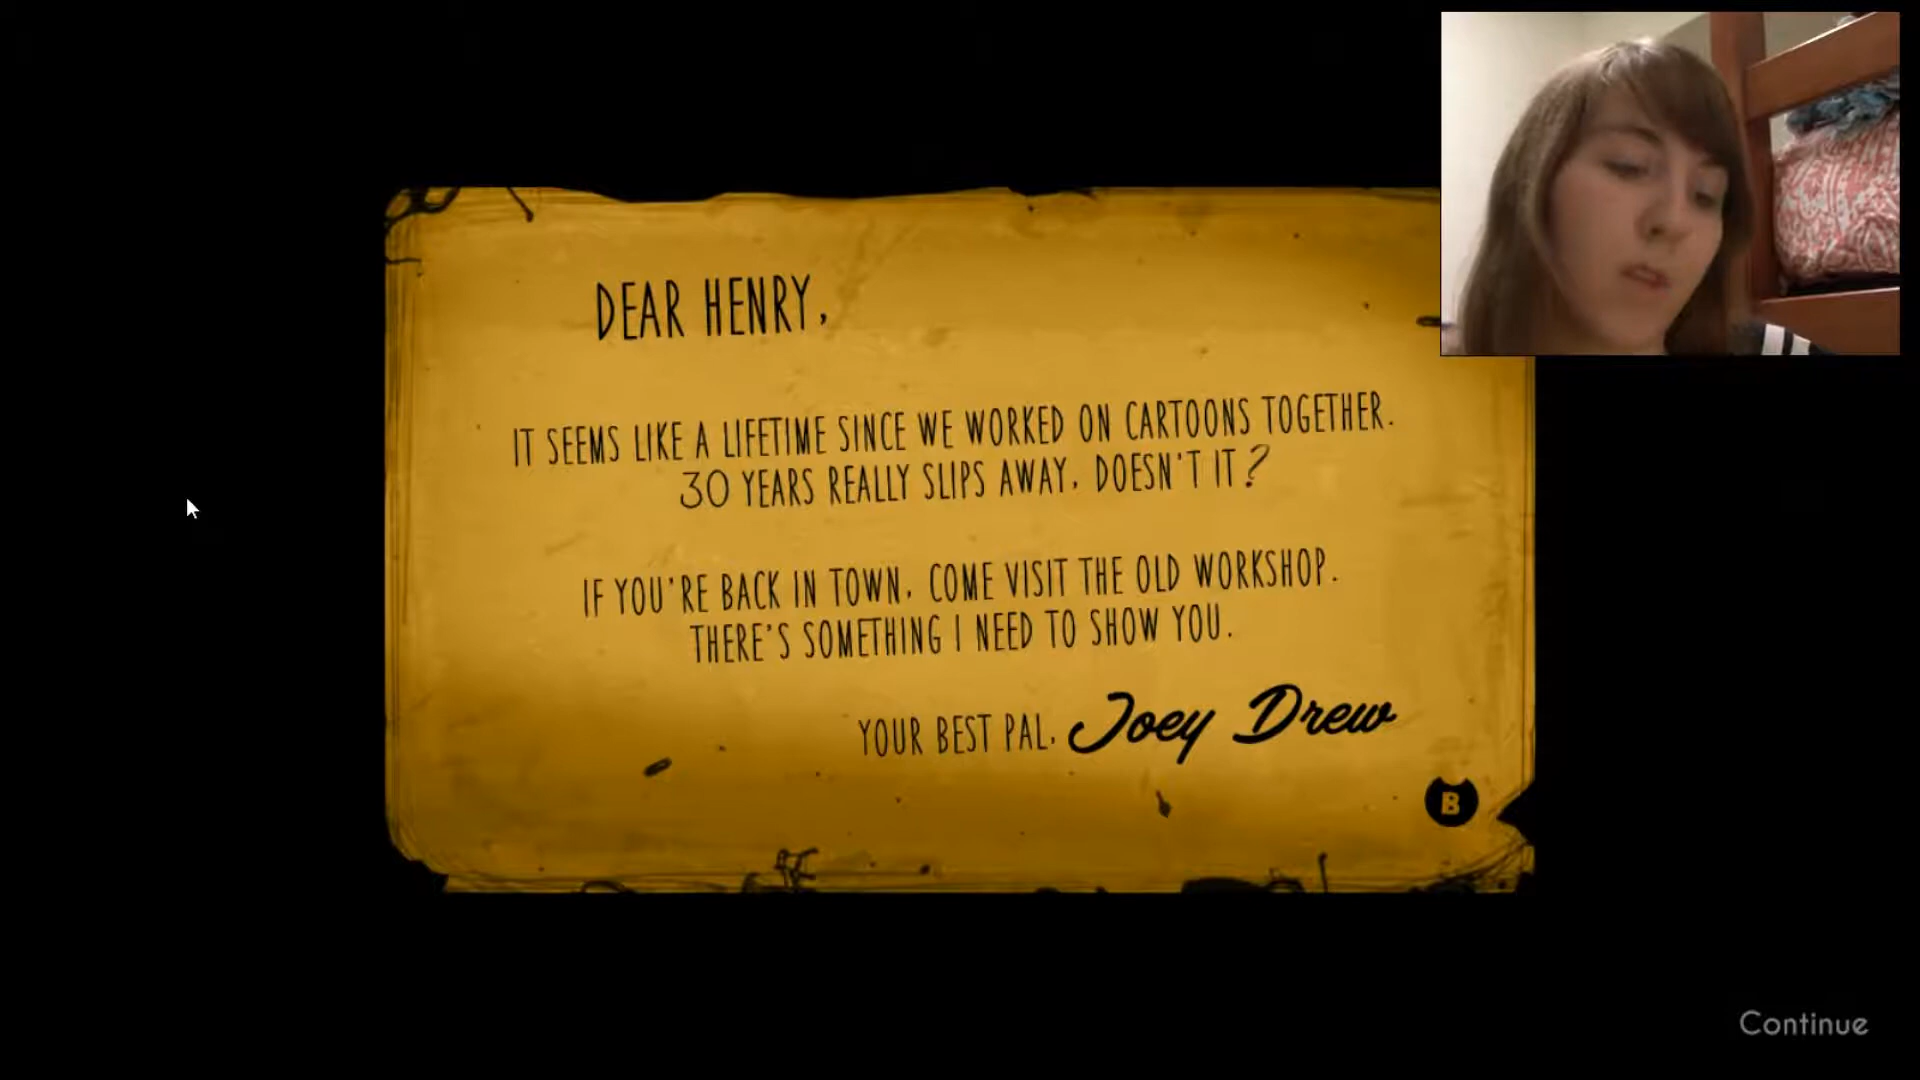 DEAR HENRY,
IT SEEMS LIKE A LIFETIME SINCE WE WORKED ON CARTOONS TOGETHER.
30 YEARS REALLY SLIPS AWAY, DOESN'T IT?
IF YOU'RE BACK IN TOWN, COME VISIT THE OLD WORKSHOP.
THERE'S SOMETHING I NEED TO SHOW YOU.
YOUR BEST PAL, Joey Drew
B
Continue